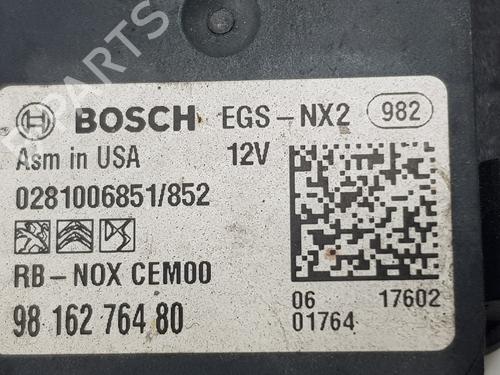 BOSCH EGS-NX2 982
Asm in USA 12V
0281006851/852
RB-NOX CEM00
98 162 764 80
06 17602
01764
B-PARTS